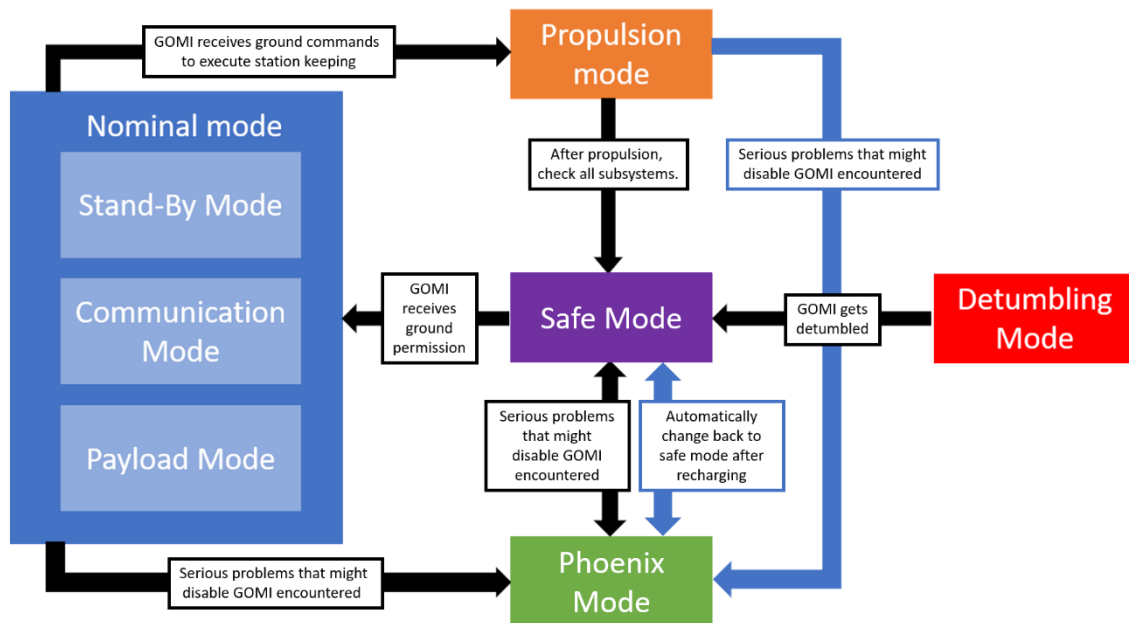 GOMI receives ground commands
to execute station keeping
Propulsion
mode
Nominal mode
Stand-By Mode
Communication
Mode
Payload Mode
After propulsion,
check all subsystems.
Serious problems that might
disable GOMI encountered
GOMI
receives
ground
permission
Safe Mode
GOMI gets
detumbled
Detumbling
Mode
Serious problems
that might
disable GOMI
encountered
Automatically
change back to
safe mode after
recharging
Serious problems that might
disable GOMI encountered
Phoenix
Mode